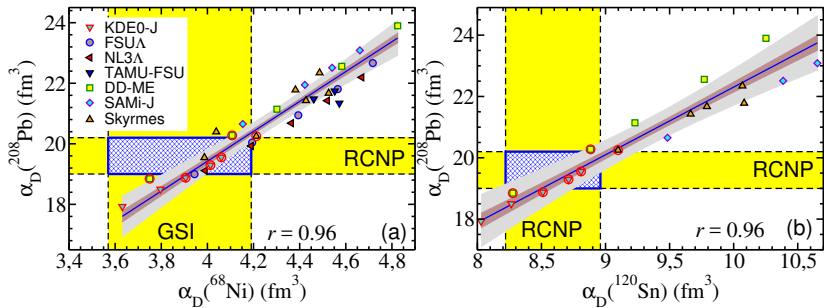 α_D(²⁰⁸Pb) (fm³)
24
22
20
18
KDE0-J
FSUΛ
NL3Λ
TAMU-FSU
DD-ME
SAMi-J
Skyrmes
RCNP
GSI
r = 0.96
(a)
3,4 3,6 3,8 4 4,2 4,4 4,6 4,8
α_D(⁶⁸Ni) (fm³)
α_D(²⁰⁸Pb) (fm³)
24
22
20
18
RCNP
RCNP
r = 0.96
(b)
8 8,5 9 9,5 10 10,5
α_D(¹²⁰Sn) (fm³)